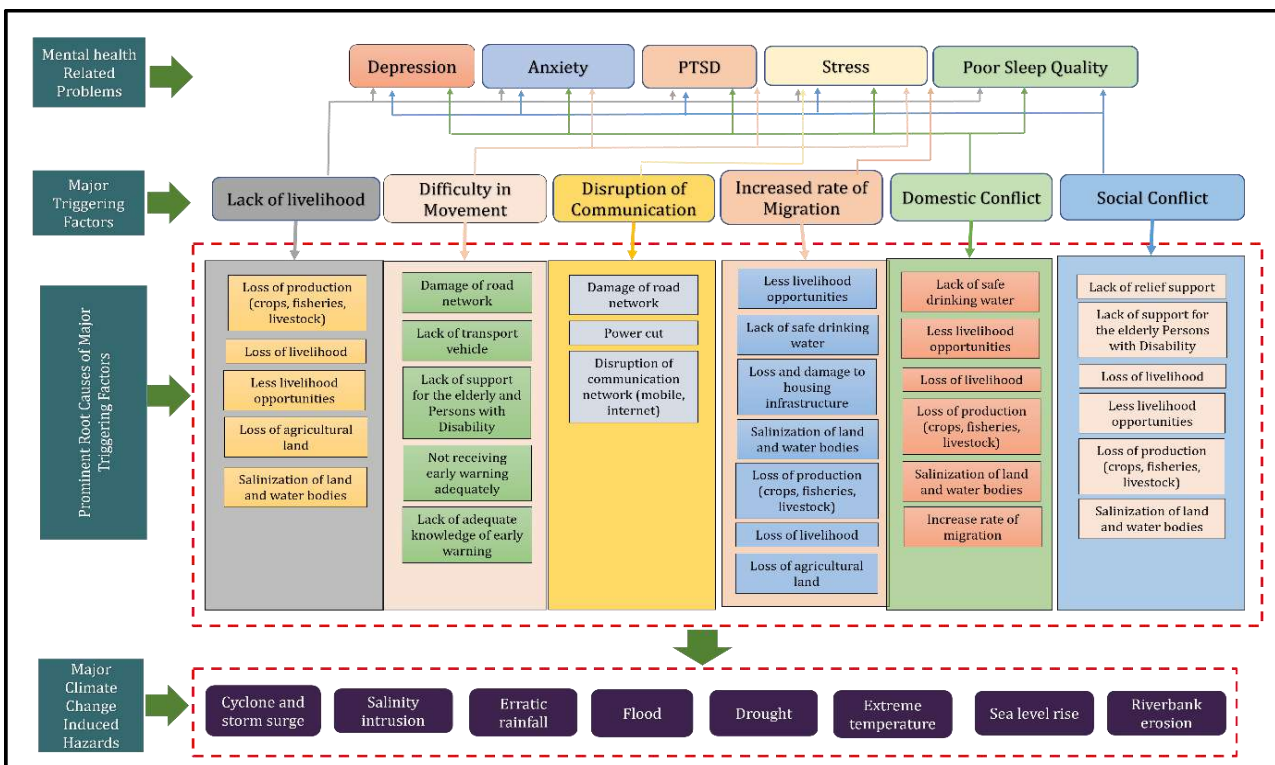 Mental health
Related
Problems
Depression
Anxiety
PTSD
Stress
Poor Sleep Quality
Major
Triggering
Factors
Lack of livelihood
Difficulty in
Movement
Disruption of
Communication
Increased rate of
Migration
Domestic Conflict
Social Conflict
Prominent Root Causes of Major
Triggering Factors
Loss of production
(crops, fisheries,
livestock)
Loss of livelihood
Less livelihood
opportunities
Loss of agricultural
land
Salinization of land
and water bodies
Damage of road
network
Lack of transport
vehicle
Lack of support
for the elderly and
Persons with
Disability
Not receiving
early warning
adequately
Lack of adequate
knowledge of early
warning
Damage of road
network
Power cut
Disruption of
communication
network (mobile,
internet)
Less livelihood
opportunities
Lack of safe drinking
water
Loss and damage to
housing
infrastructure
Salinization of land
and water bodies
Loss of production
(crops, fisheries,
livestock)
Loss of livelihood
Loss of agricultural
land
Lack of safe
drinking water
Less livelihood
opportunities
Loss of livelihood
Loss of production
(crops, fisheries,
livestock)
Salinization of land
and water bodies
Increase rate of
migration
Lack of relief support
Lack of support for
the elderly Persons
with Disability
Loss of livelihood
Less livelihood
opportunities
Loss of production
(crops, fisheries,
livestock)
Salinization of
land and water bodies
Major
Climate
Change
Induced
Hazards
Cyclone and
storm surge
Salinity
intrusion
Erratic
rainfall
Flood
Drought
Extreme
temperature
Sea level rise
Riverbank
erosion